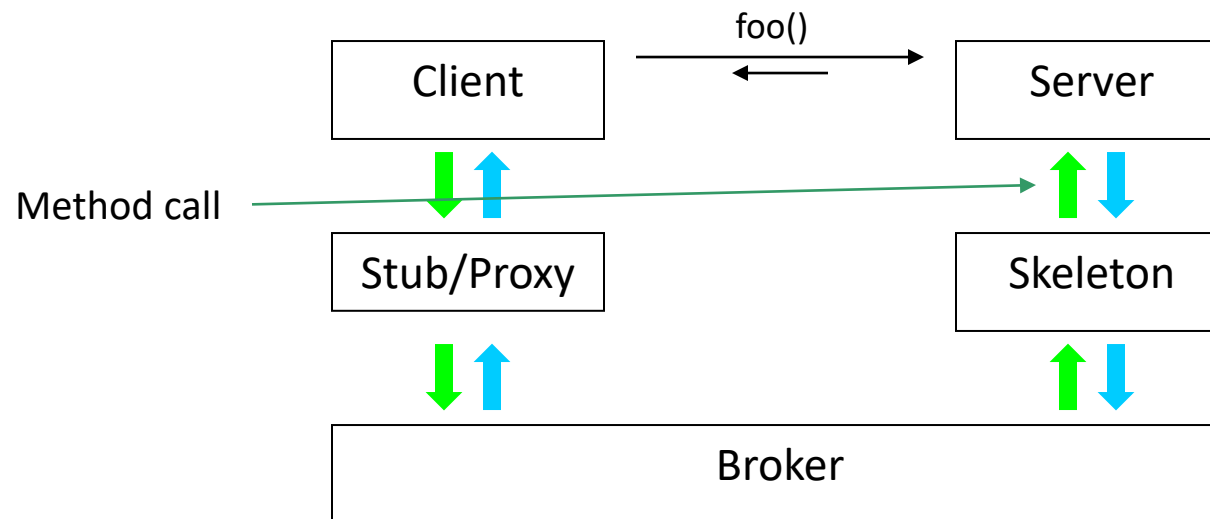 foo()
Client
Server
Method call
Stub/Proxy
Skeleton
Broker